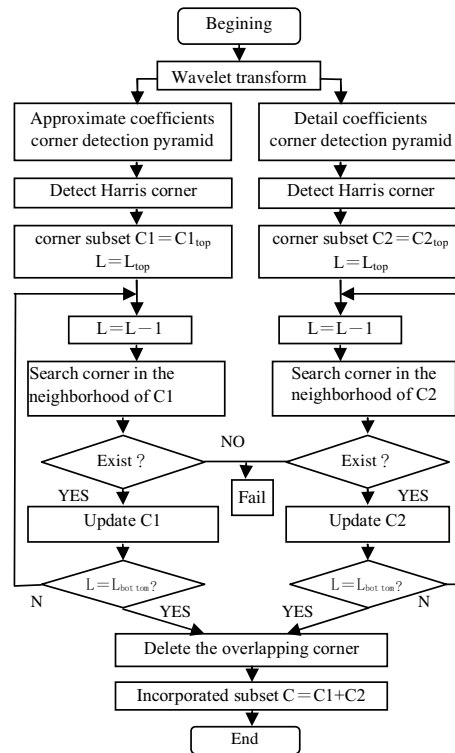 Begining
Wavelet transform
Approximate coefficients
corner detection pyramid
Detail coefficients
corner detection pyramid
Detect Harris corner
Detect Harris corner
corner subset C1=C1top
L=Ltop
corner subset C2=C2top
L=Ltop
L=L-1
L=L-1
Search corner in the
neighborhood of C1
Search corner in the
neighborhood of C2
Exist?
NO
Exist?
Fail
YES
YES
Update C1
Update C2
L=Lbottom?
L=Lbottom?
N
YES
YES
N
Delete the overlapping corner
Incorporated subset C=C1+C2
End